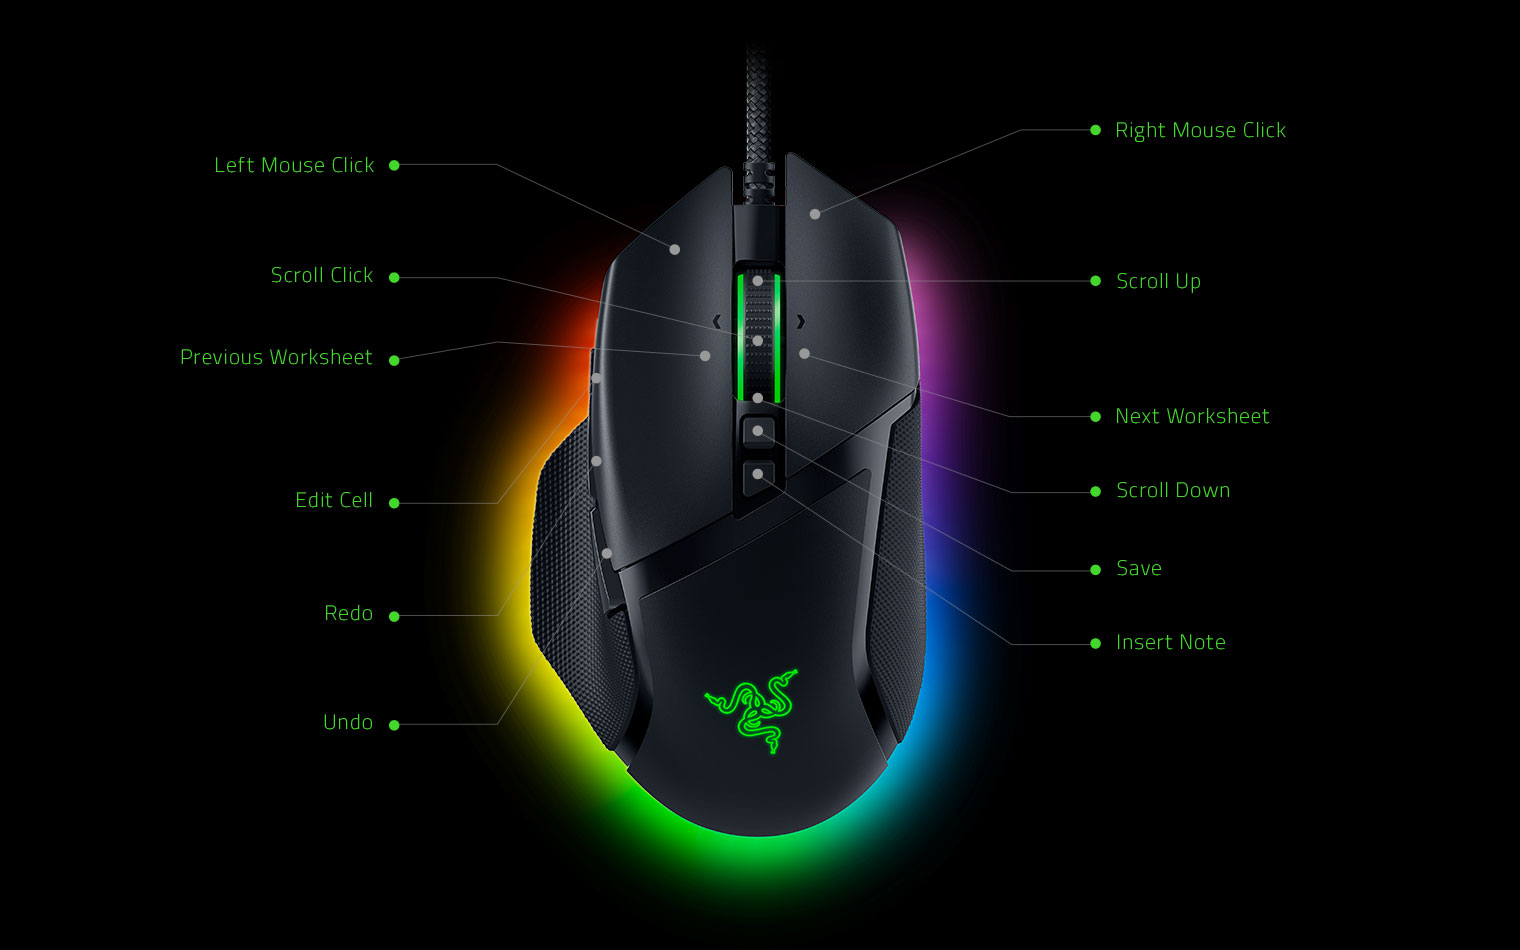 Left Mouse Click
Scroll Click
Previous Worksheet
Edit Cell
Redo
Undo
Right Mouse Click
Scroll Up
Next Worksheet
Scroll Down
Save
Insert Note